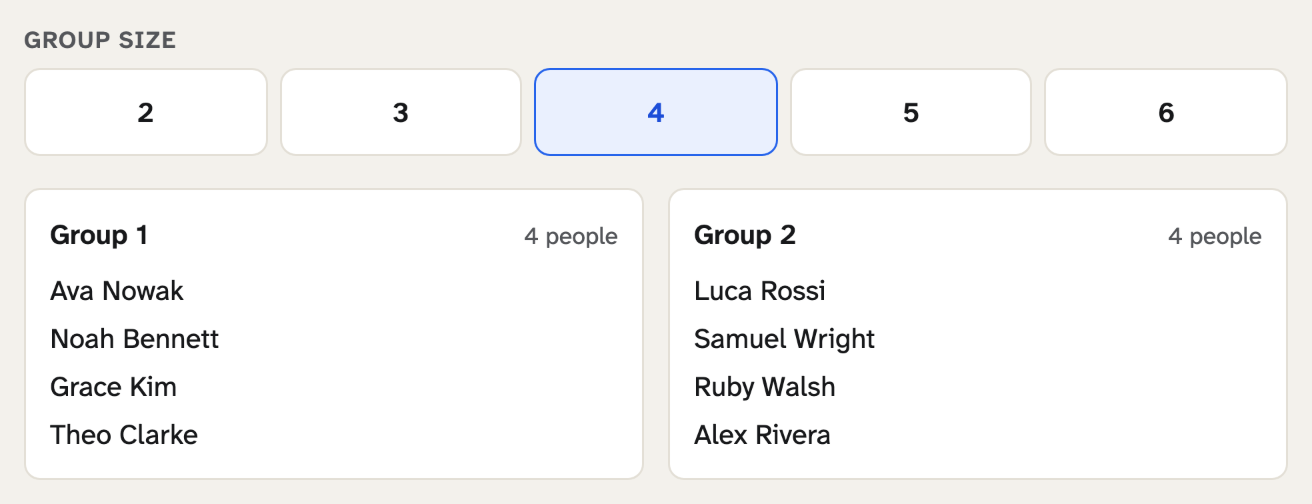 GROUP SIZE
2 3 4 5 6
Group 1 4 people
Ava Nowak
Noah Bennett
Grace Kim
Theo Clarke
Group 2 4 people
Luca Rossi
Samuel Wright
Ruby Walsh
Alex Rivera